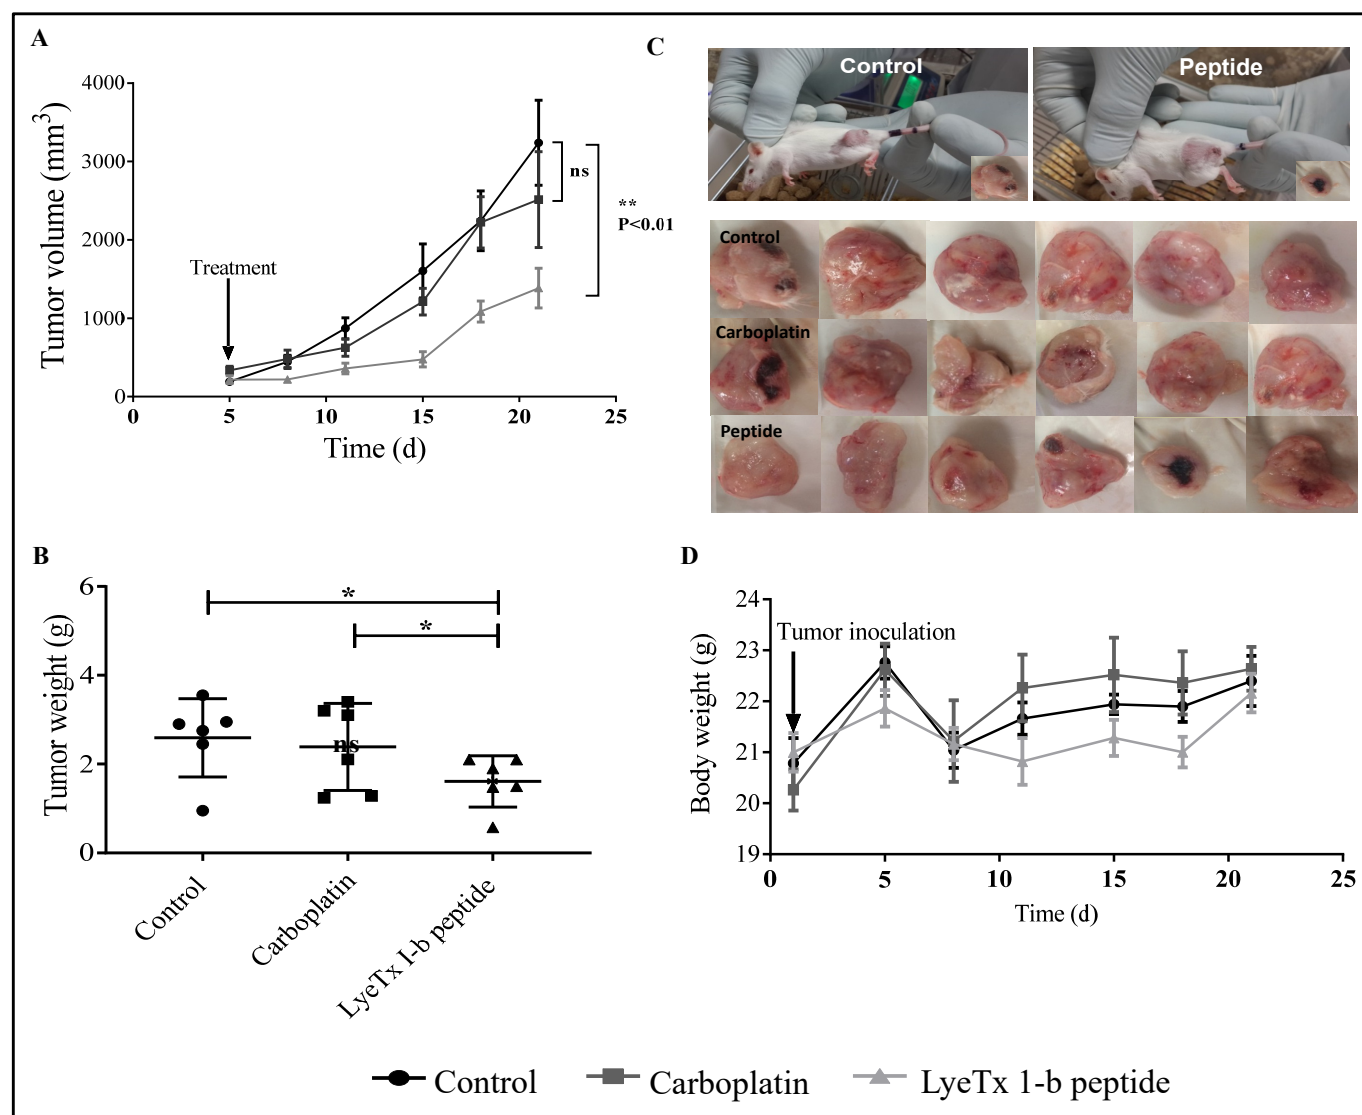 A
4000
3000
2000
1000
0
Tumor volume (mm³)
Treatment
ns
**
P<0.01
0 5 10 15 20 25
Time (d)
C
Control
Peptide
Control
Carboplatin
Peptide
B
6
4
2
0
Tumor weight (g)
*
*
ns
Control
Carboplatin
LyeTx I-b peptide
D
24
23
22
21
20
19
Body weight (g)
Tumor inoculation
0 5 10 15 20 25
Time (d)
Control Carboplatin LyeTx 1-b peptide